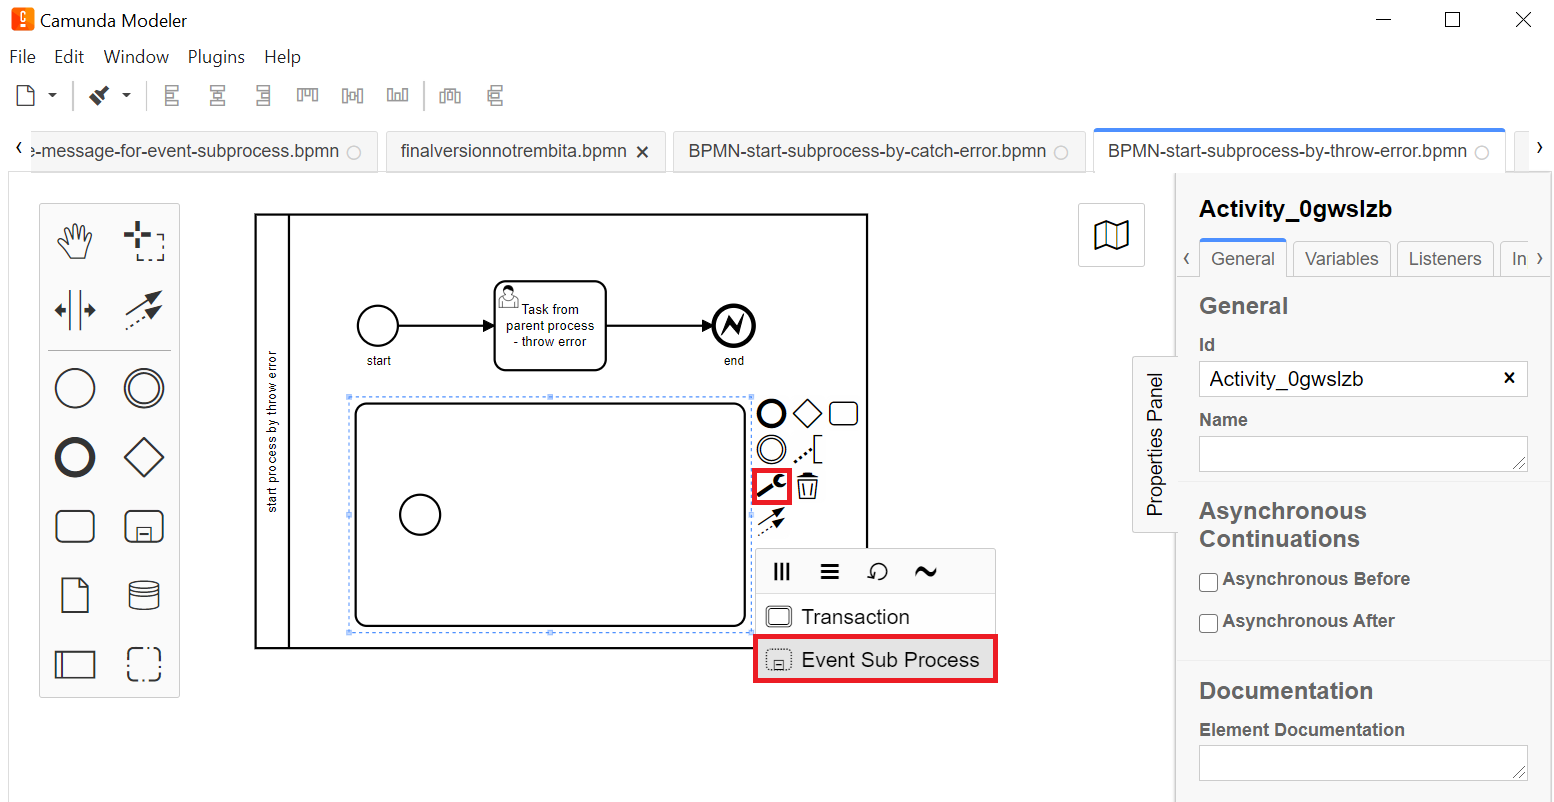 Camunda Modeler
File Edit Window Plugins Help
e-message-for-event-subprocess.bpmn
finalversionnotrembita.bpmn
BPMN-start-subprocess-by-catch-error.bpmn
BPMN-start-subprocess-by-throw-error.bpmn
start process by throw error
start
Task from
parent process
- throw error
end
Transaction
Event Sub Process
Properties Panel
Activity_0gwslzb
General Variables Listeners In
General
Id
Activity_0gwslzb
Name
Asynchronous
Continuations
Asynchronous Before
Asynchronous After
Documentation
Element Documentation